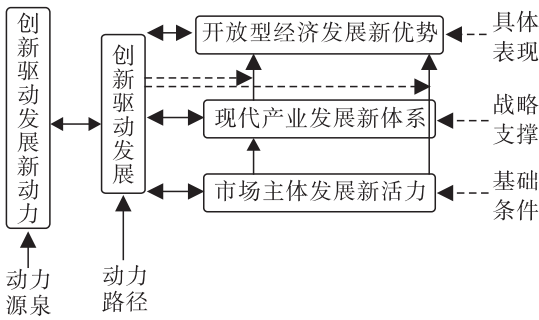 创新驱动发展新动力
动力
源泉
创新驱动发展
动力
路径
开放型经济发展新优势
现代产业发展新体系
市场主体发展新活力
具体
表现
战略
支撑
基础
条件